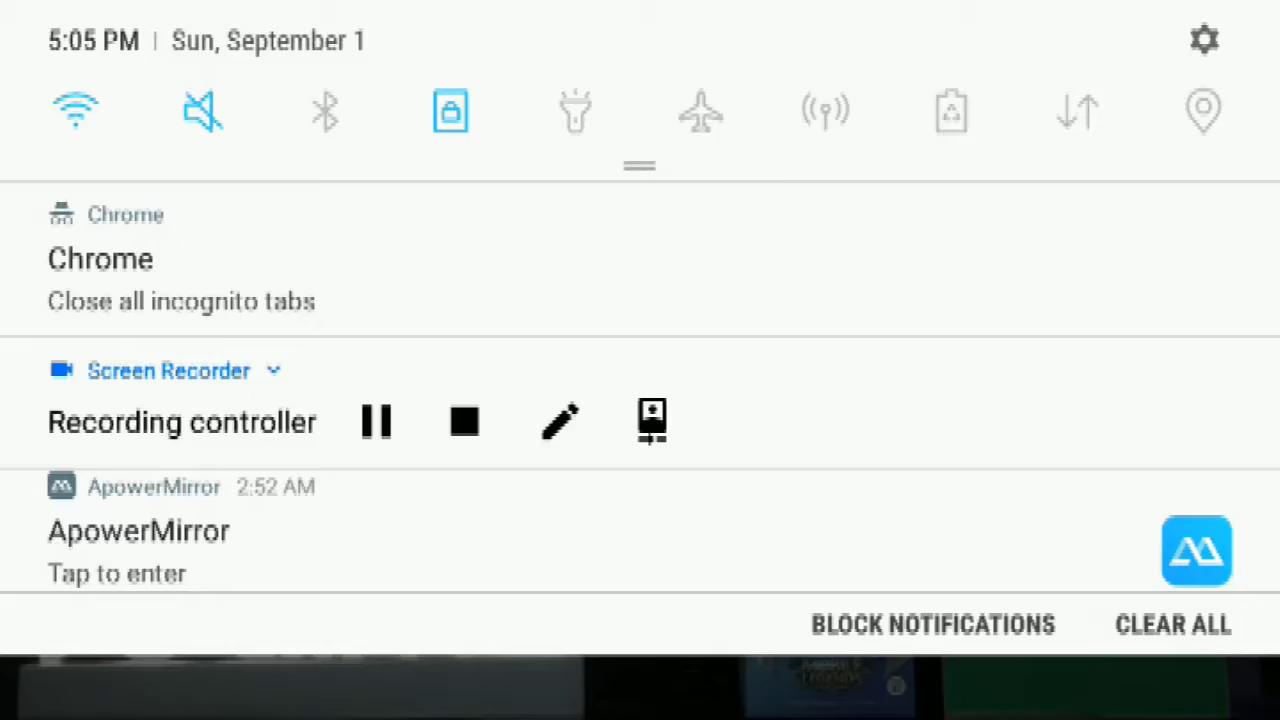 5:05 PM | Sun, September 1
Chrome
Chrome
Close all incognito tabs
Screen Recorder
Recording controller
ApowerMirror 2:52 AM
ApowerMirror
Tap to enter
BLOCK NOTIFICATIONS CLEAR ALL